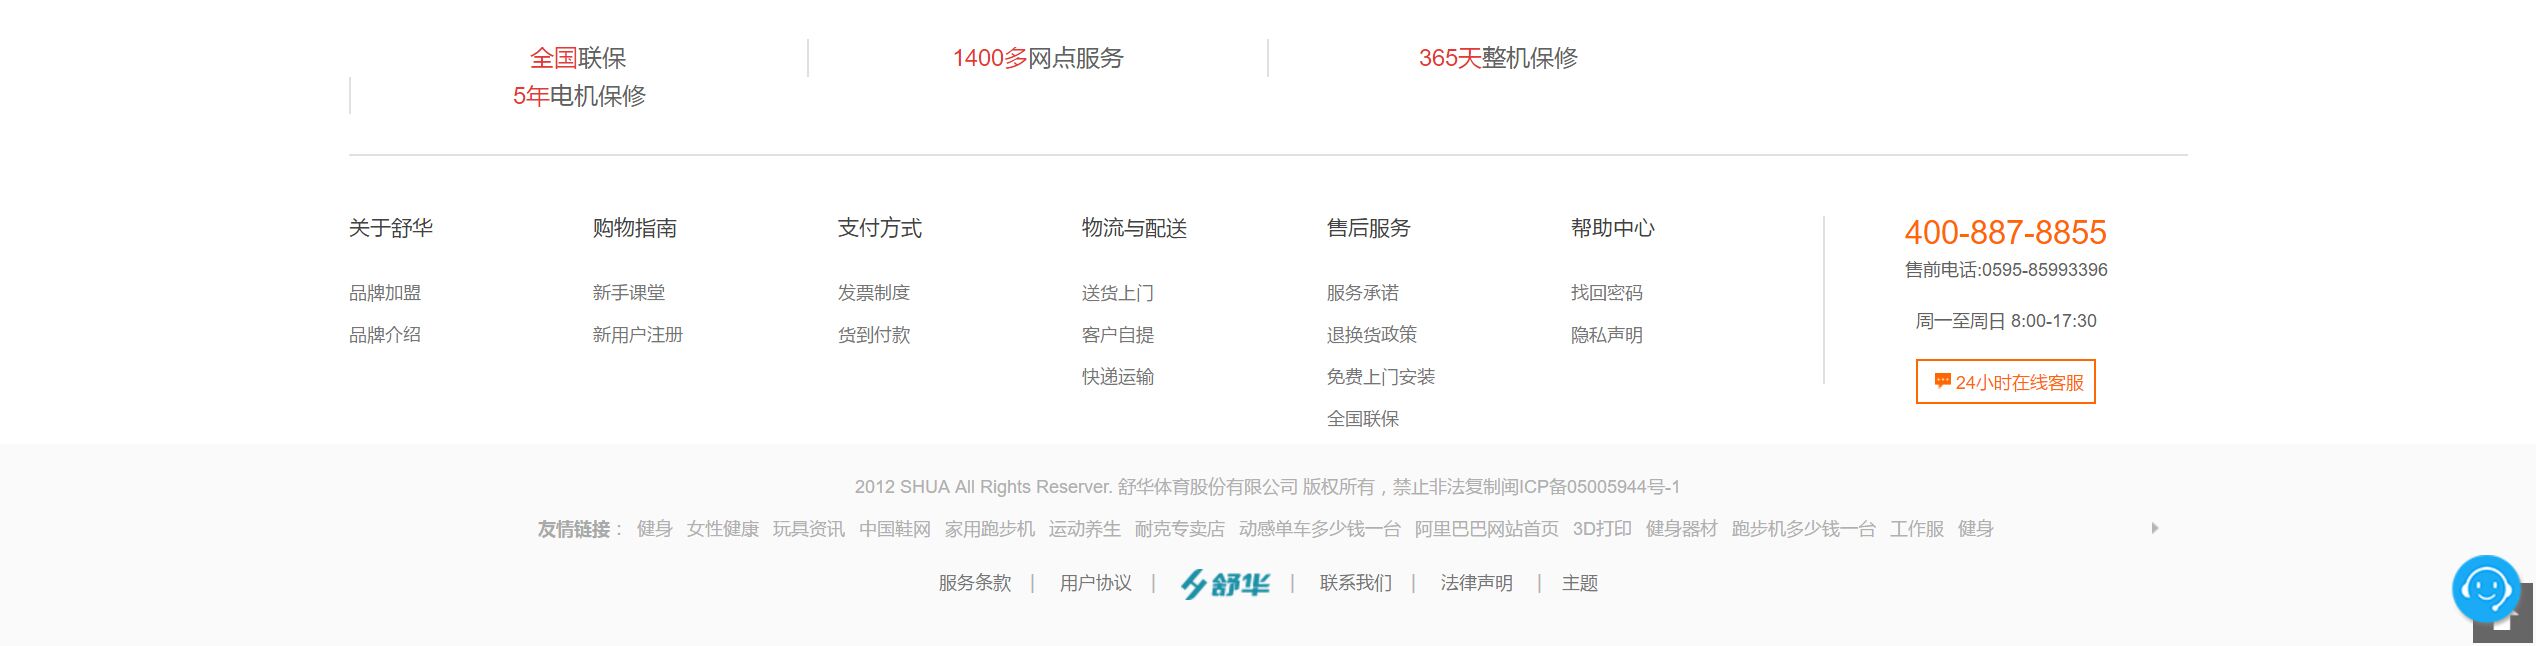 全国联保
1400多网点服务
365天整机保修
5年电机保修
关于舒华
品牌加盟
品牌介绍
购物指南
新手课堂
新用户注册
支付方式
发票制度
货到付款
物流与配送
送货上门
客户自提
快递运输
售后服务
服务承诺
退换货政策
免费上门安装
全国联保
帮助中心
找回密码
隐私声明
400-887-8855
售前电话:0595-85993396
周一至周日 8:00-17:30
24小时在线客服
2012 SHUA All Rights Reserver. 舒华体育股份有限公司 版权所有，禁止非法复制闽ICP备05005944号-1
友情链接： 健身 女性健康 玩具资讯 中国鞋网 家用跑步机 运动养生 耐克专卖店 动感单车多少钱一台 阿里巴巴网站首页 3D打印 健身器材 跑步机多少钱一台 工作服 健身
服务条款 | 用户协议 | 舒华 | 联系我们 | 法律声明 | 主题